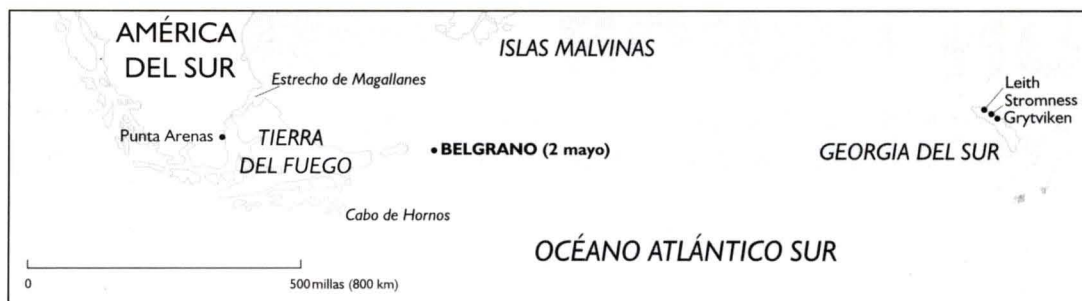 AMÉRICA
DEL SUR
ISLAS MALVINAS
Estrecho de Magallanes
Leith
Stromness
Grytviken
Punta Arenas
TIERRA
DEL FUEGO
BELGRANO (2 mayo)
GEORGIA DEL SUR
Cabo de Hornos
OCÉANO ATLÁNTICO SUR
0
500 millas (800 km)